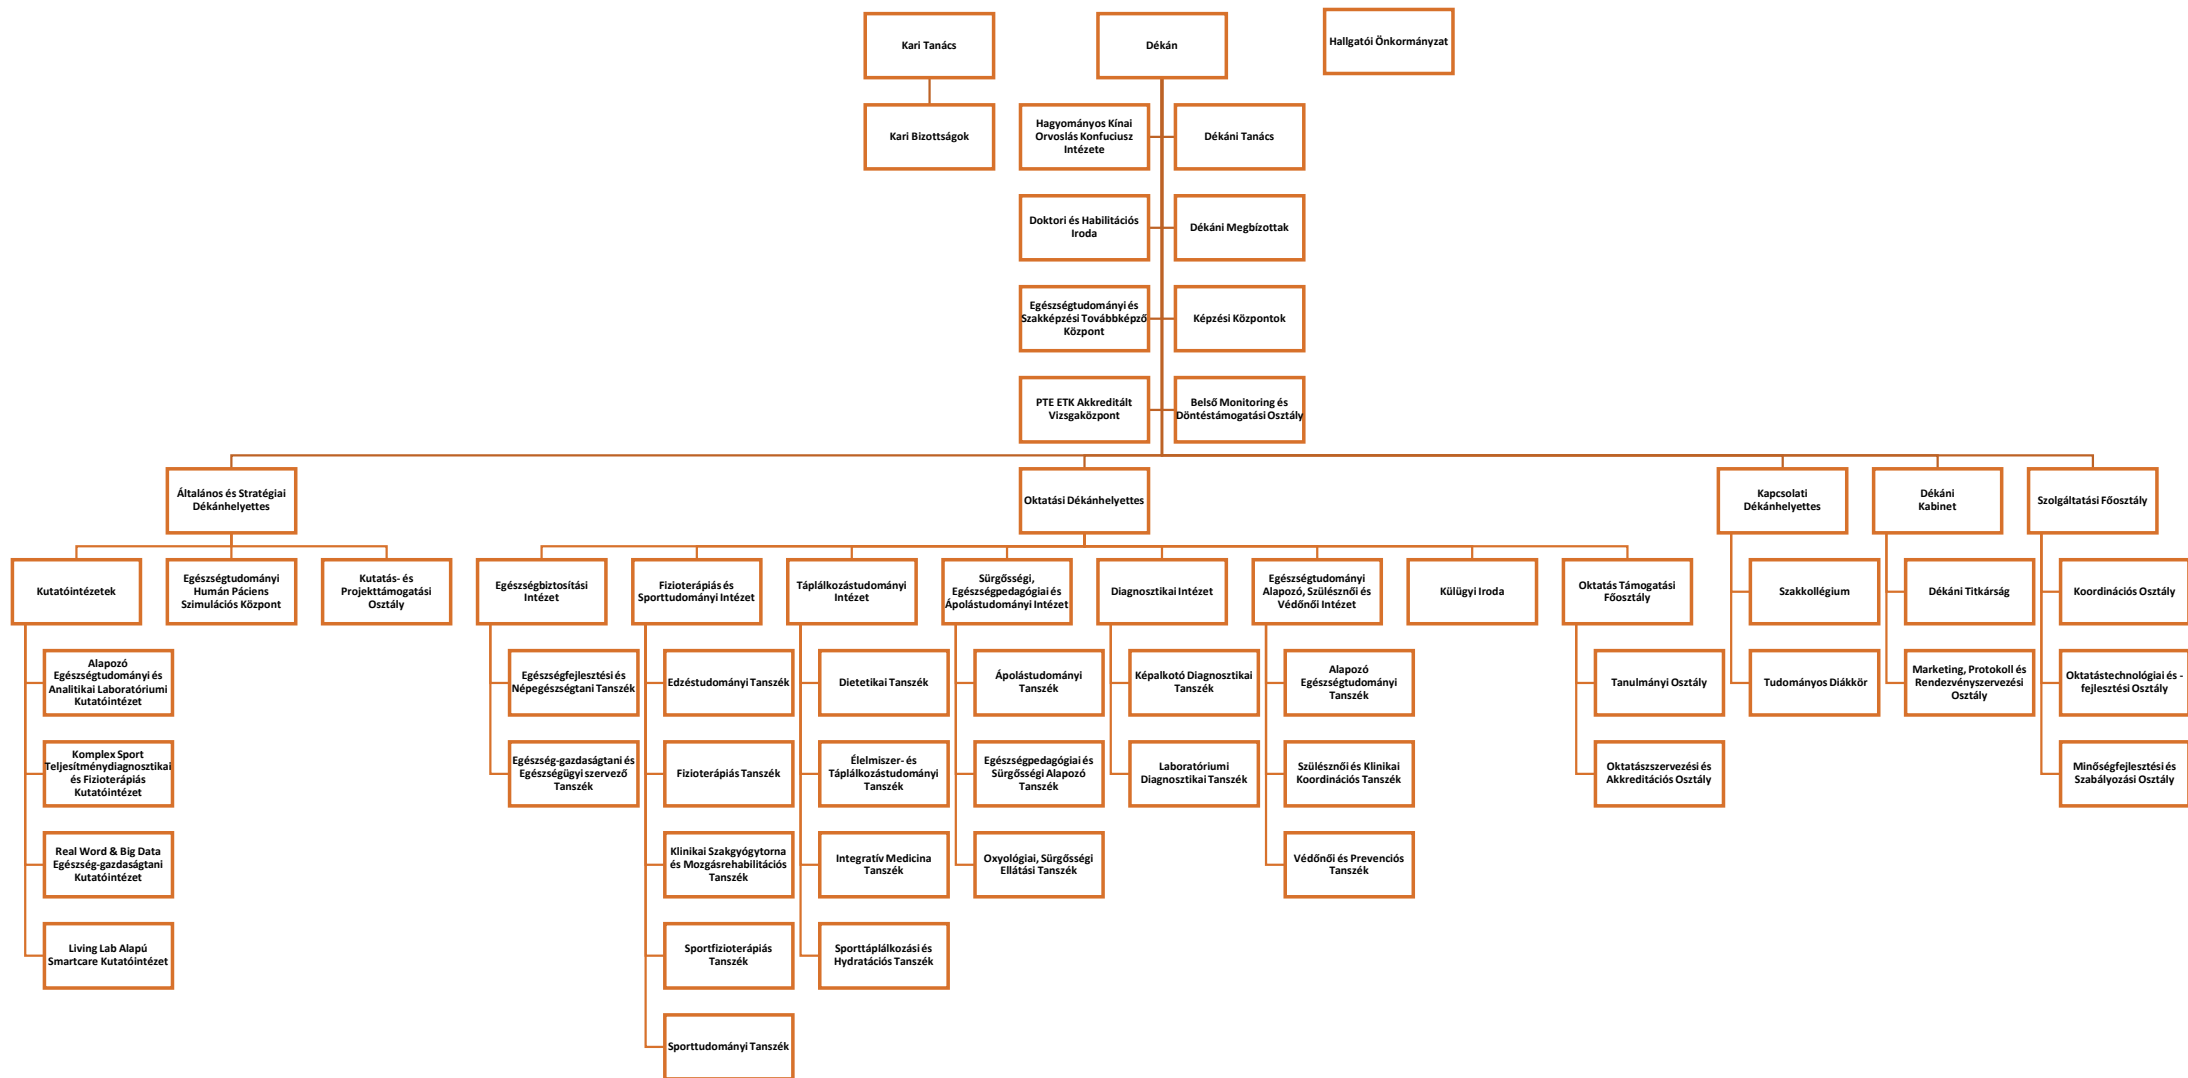 Kari Tanács
Dékán
Hallgatói Önkormányzat
Kari Bizottságok
Hagyományos Kínai
Orvoslás Konfuciusz
Intézete
Dékáni Tanács
Doktori és Habilitációs
Iroda
Dékáni Megbízottak
Egészségtudományi és
Szakképzési Továbbképző
Központ
Képzési Központok
PTE ETK Akkreditált
Vizsgaközpont
Belső Monitoring és
Döntéstámogatási Osztály
Általános és Stratégiai
Dékánhelyettes
Oktatási Dékánhelyettes
Kapcsolati
Dékánhelyettes
Dékáni
Kabinet
Szolgáltatási Főosztály
Kutatóintézetek
Egészségtudományi
Humán Páciens
Szimulációs Központ
Kutatás- és
Projekttámogatási
Osztály
Egészségbiztosítási
Intézet
Fizioterápiás és
Sporttudományi Intézet
Táplálkozástudományi
Intézet
Sürgősségi,
Egészségpedagógiai és
Ápolástudományi Intézet
Diagnosztikai Intézet
Egészségtudományi
Alapozó, Szülésznői és
Védőnői Intézet
Külügyi Iroda
Oktatás Támogatási
Főosztály
Szakkollégium
Dékáni Titkárság
Koordinációs Osztály
Alapozó
Egészségtudományi és
Analitikai Laboratóriumi
Kutatóintézet
Egészségfejlesztési és
Népegészségtani Tanszék
Edzéstudományi Tanszék
Dietetikai Tanszék
Ápolástudományi
Tanszék
Képalkotó Diagnosztikai
Tanszék
Alapozó
Egészségtudományi
Tanszék
Tanulmányi Osztály
Tudományos Diákkör
Marketing, Protokoll és
Rendezvényszervezési
Osztály
Oktatástechnológiai és -
fejlesztési Osztály
Komplex Sport
Teljesítménydiagnosztikai
és Fizioterápiás
Kutatóintézet
Egészség-gazdaságtani és
Egészségügyi szervező
Tanszék
Fizioterápiás Tanszék
Élelmiszer- és
Táplálkozástudományi
Tanszék
Egészségpedagógiai és
Sürgősségi Alapozó
Tanszék
Laboratóriumi
Diagnosztikai Tanszék
Szülésznői és Klinikai
Koordinációs Tanszék
Oktatászszervezési és
Akkreditációs Osztály
Minőségfejlesztési és
Szabályozási Osztály
Real Word & Big Data
Egészség-gazdaságtani
Kutatóintézet
Klinikai Szakgyógytorna
és Mozgásrehabilitációs
Tanszék
Integratív Medicina
Tanszék
Oxyológiai, Sürgősségi
Ellátási Tanszék
Védőnői és Prevenciós
Tanszék
Living Lab Alapú
Smartcare Kutatóintézet
Sportfizioterápiás
Tanszék
Sporttáplálkozási és
Hydratációs Tanszék
Sporttudományi Tanszék